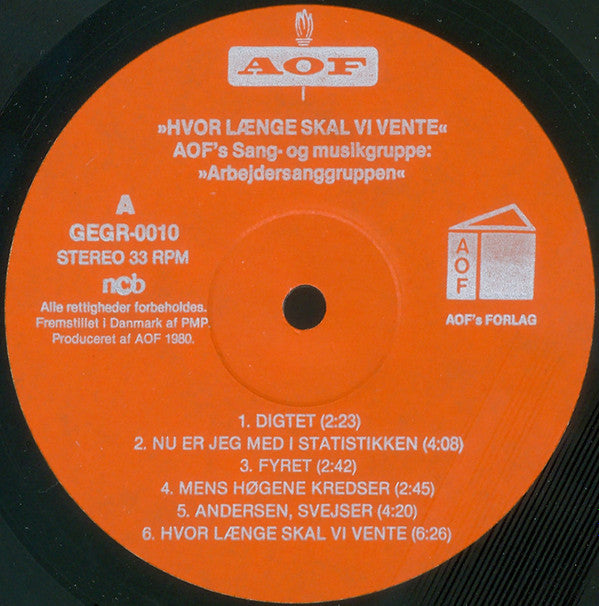 AOF
»HVOR LÆNGE SKAL VI VENTE«
AOF's Sang- og musikgruppe:
»Arbejdersanggruppen«
A
GEGR-0010
STEREO 33 RPM
ncb
Alle rettigheder forbeholdes.
Fremstillet i Danmark af PMP.
Produceret af AOF 1980.
AOF
AOF's FORLAG
1. DIGTET (2:23)
2. NU ER JEG MED I STATISTIKKEN (4:08)
3. FYRET (2:42)
4. MENS HØGENE KREDSER (2:45)
5. ANDERSEN, SVEJSER (4:20)
6. HVOR LÆNGE SKAL VI VENTE (6:26)